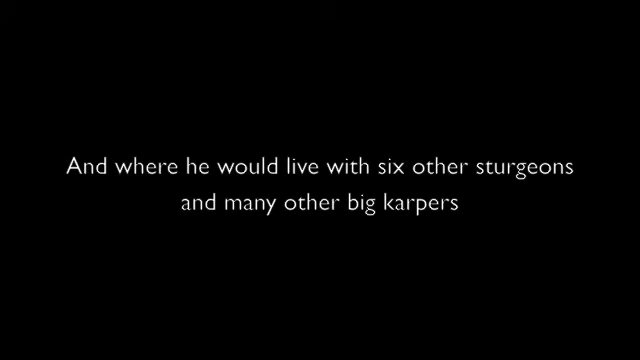 And where he would live with six other sturgeons
and many other big karpers